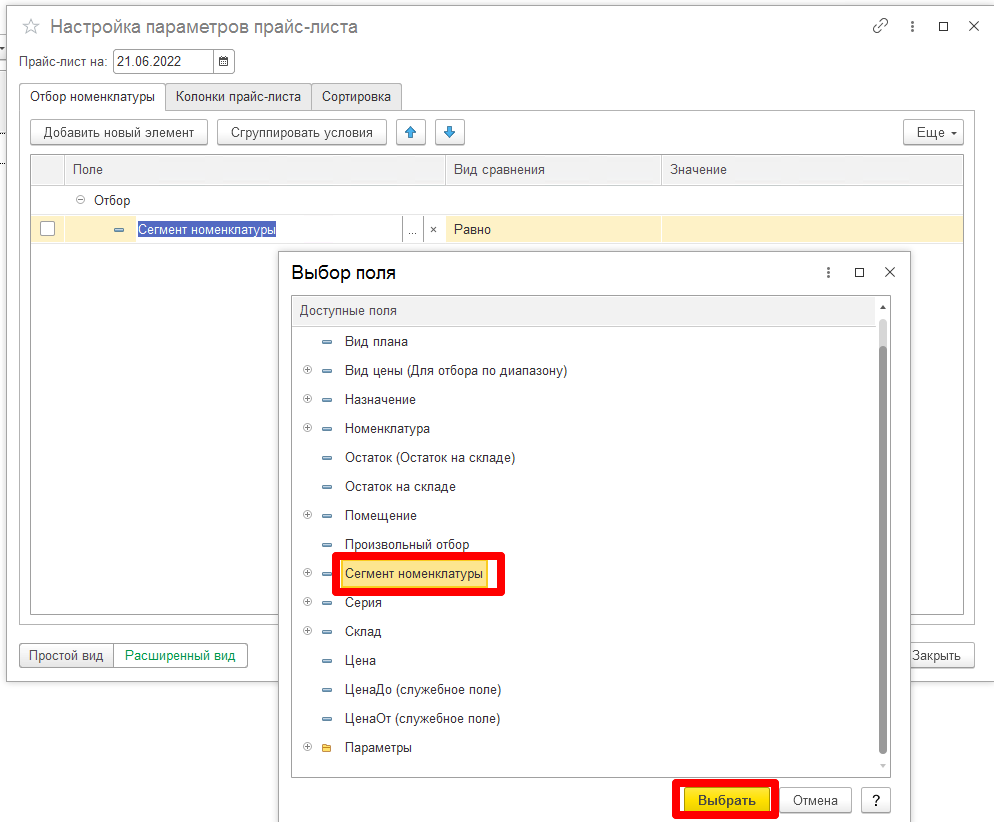 Настройка параметров прайс-листа
Прайс-лист на: 21.06.2022
Отбор номенклатуры Колонки прайс-листа Сортировка
Добавить новый элемент Сгруппировать условия Еще
Поле Вид сравнения Значение
Отбор
Сегмент номенклатуры ... × Равно
Выбор поля
Доступные поля
Вид плана
Вид цены (Для отбора по диапазону)
Назначение
Номенклатура
Остаток (Остаток на складе)
Остаток на складе
Помещение
Произвольный отбор
Сегмент номенклатуры
Серия
Склад
Простой вид Расширенный вид Закрыть
Цена
ЦенаДо (служебное поле)
ЦенаОт (служебное поле)
Параметры
Выбрать Отмена ?